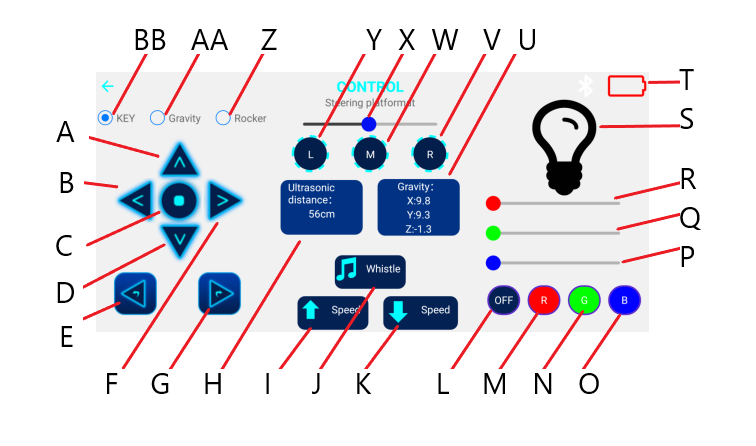 BB AA Z Y X W V U
CONTROL
Steering platformat
T
KEY Gravity Rocker
S
A
L M R
B
R
Ultrasonic
distance:
56cm
Gravity:
X:9.8
Y:9.3
Z:-1.3
Q
C
P
D
Whistle
E
Speed Speed
OFF R G B
F G H I J K L M N O